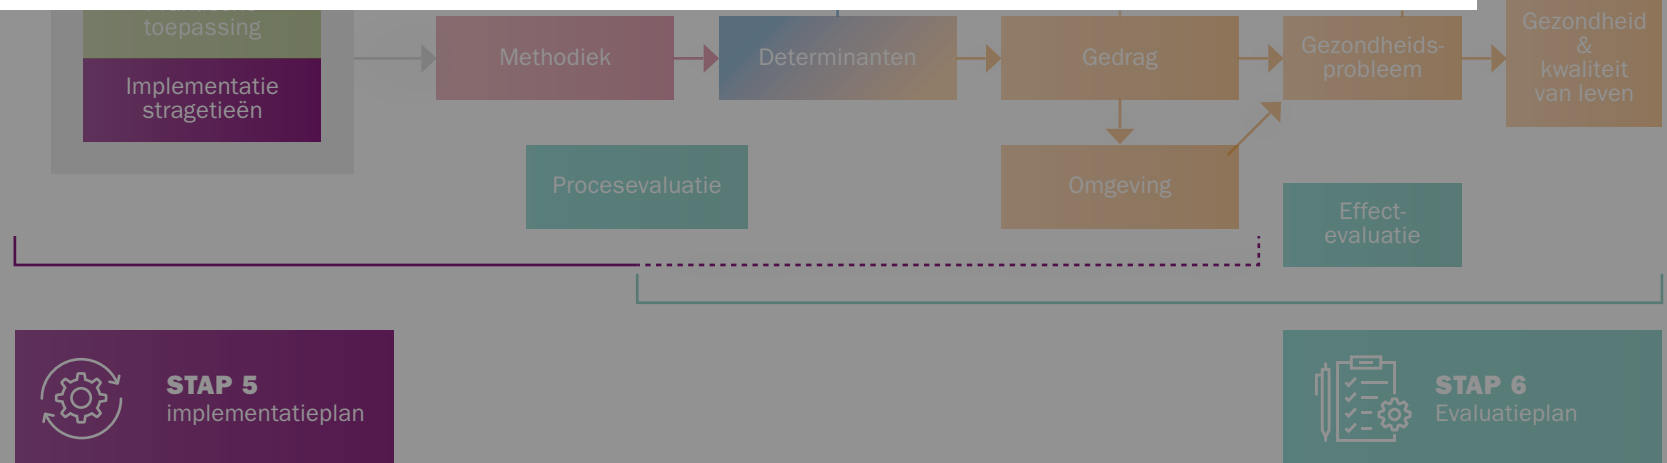 toepassing
Implementatie
stragetieën
Methodiek
Determinanten
Gedrag
Gezondheids-
probleem
Gezondheid
&
kwaliteit
van leven
Procesevaluatie
Omgeving
Effect-
evaluatie
STAP 5
implementatieplan
STAP 6
Evaluatieplan